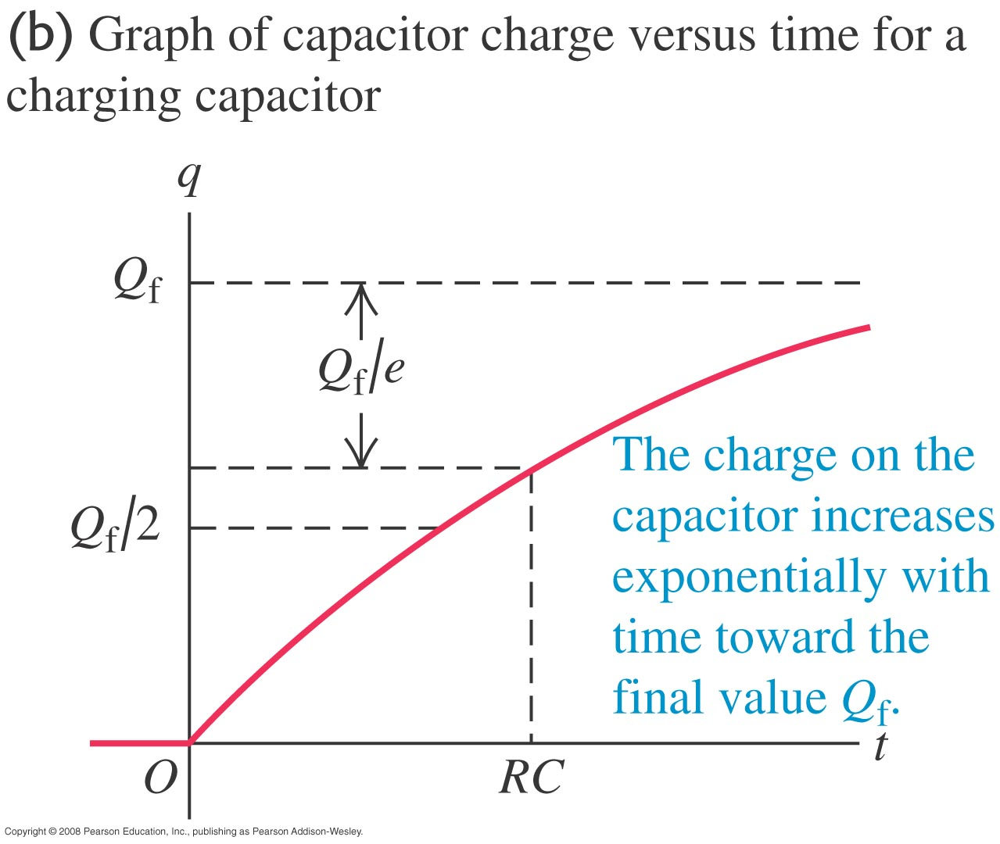 (b) Graph of capacitor charge versus time for a
charging capacitor
q
Qf
Qf/e
Qf/2
The charge on the
capacitor increases
exponentially with
time toward the
final value Qf.
t
O
RC
Copyright © 2008 Pearson Education, Inc., publishing as Pearson Addison-Wesley.